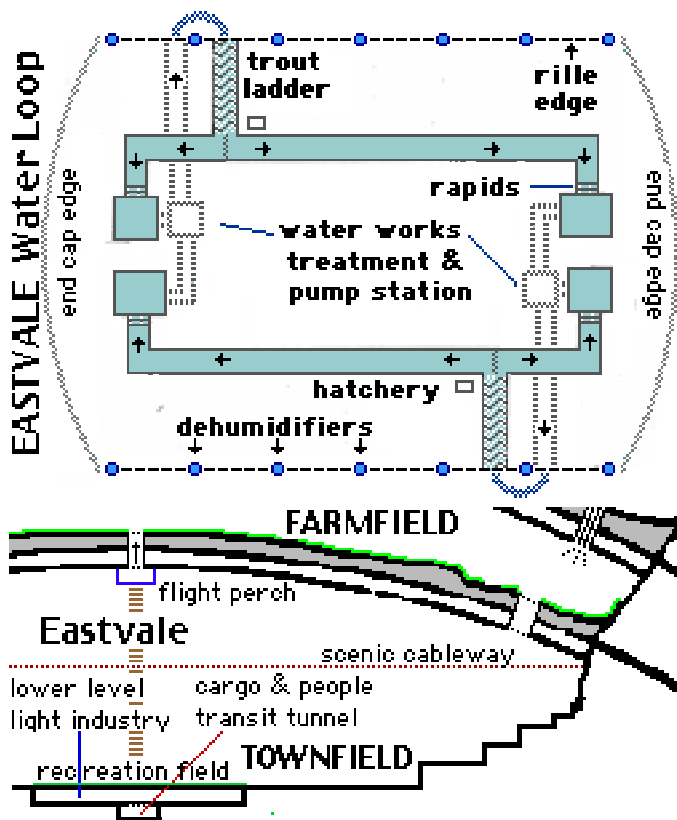 EASTVALE Water Loop
trout
ladder
rille
edge
end cap edge
rapids
water works
treatment &
pump station
end cap edge
hatchery
dehumidifiers
FARMFIELD
flight perch
Eastvale
scenic cableway
lower level
light industry
cargo & people
transit tunnel
TOWNFIELD
recreation field